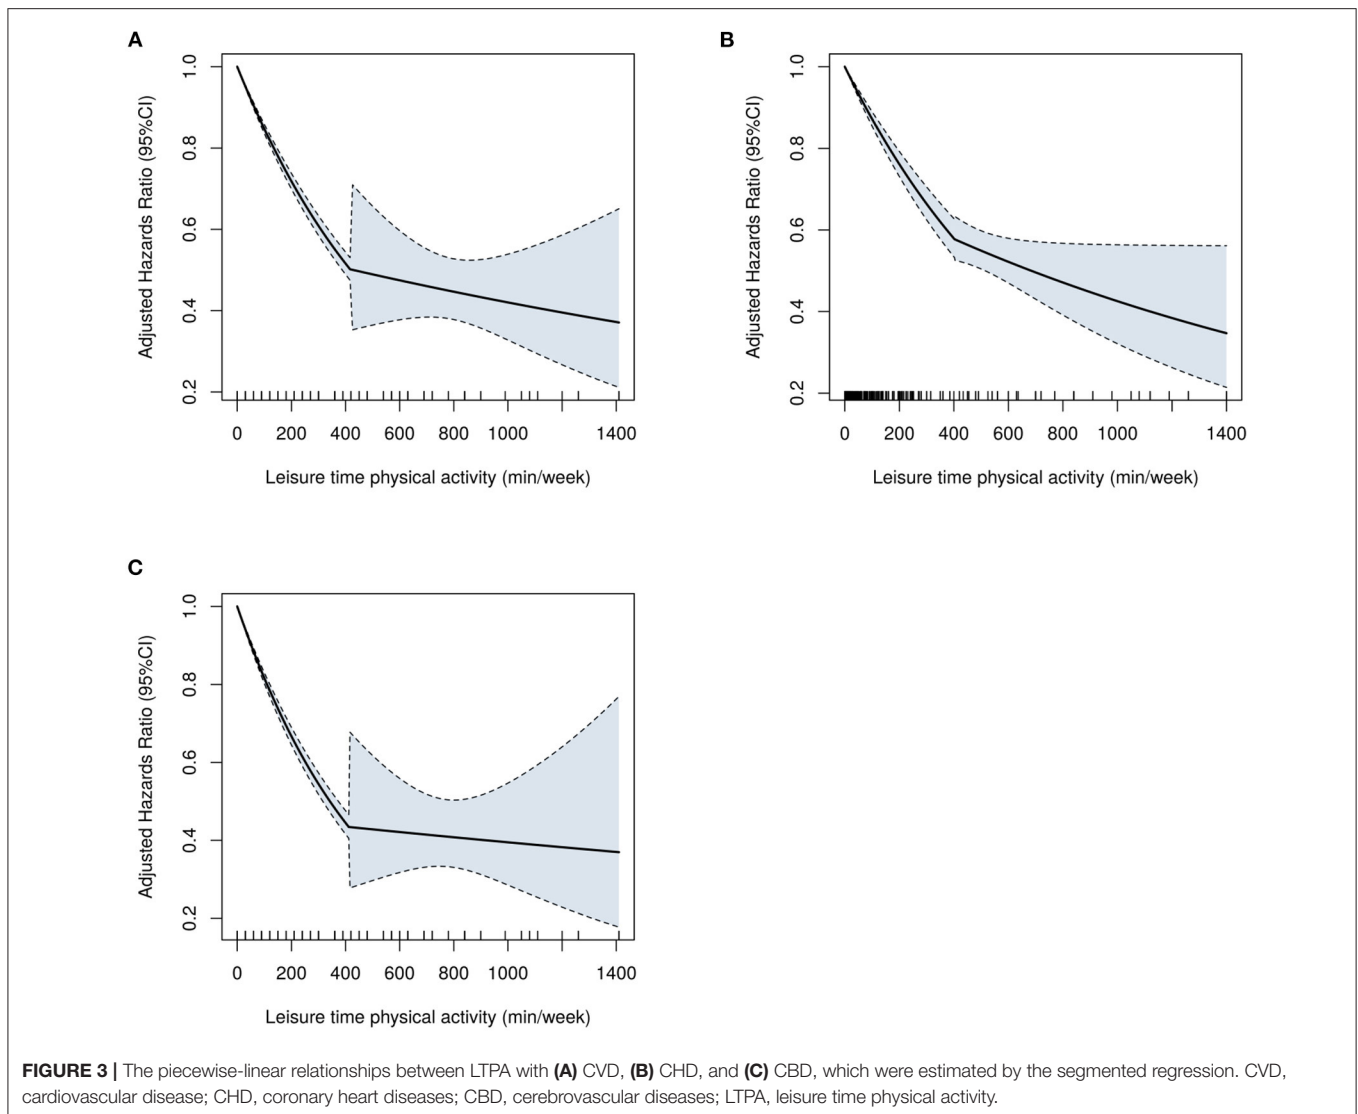 A
B
Adjusted Hazards Ratio (95%CI)
1.0
0.8
0.6
0.4
0.2
0 200 400 600 800 1000 1400
Leisure time physical activity (min/week)
Adjusted Hazards Ratio (95%CI)
1.0
0.8
0.6
0.4
0.2
0 200 400 600 800 1000 1400
Leisure time physical activity (min/week)
C
Adjusted Hazards Ratio (95%CI)
1.0
0.8
0.6
0.4
0.2
0 200 400 600 800 1000 1400
Leisure time physical activity (min/week)
FIGURE 3 | The piecewise-linear relationships between LTPA with (A) CVD, (B) CHD, and (C) CBD, which were estimated by the segmented regression. CVD,
cardiovascular disease; CHD, coronary heart diseases; CBD, cerebrovascular diseases; LTPA, leisure time physical activity.